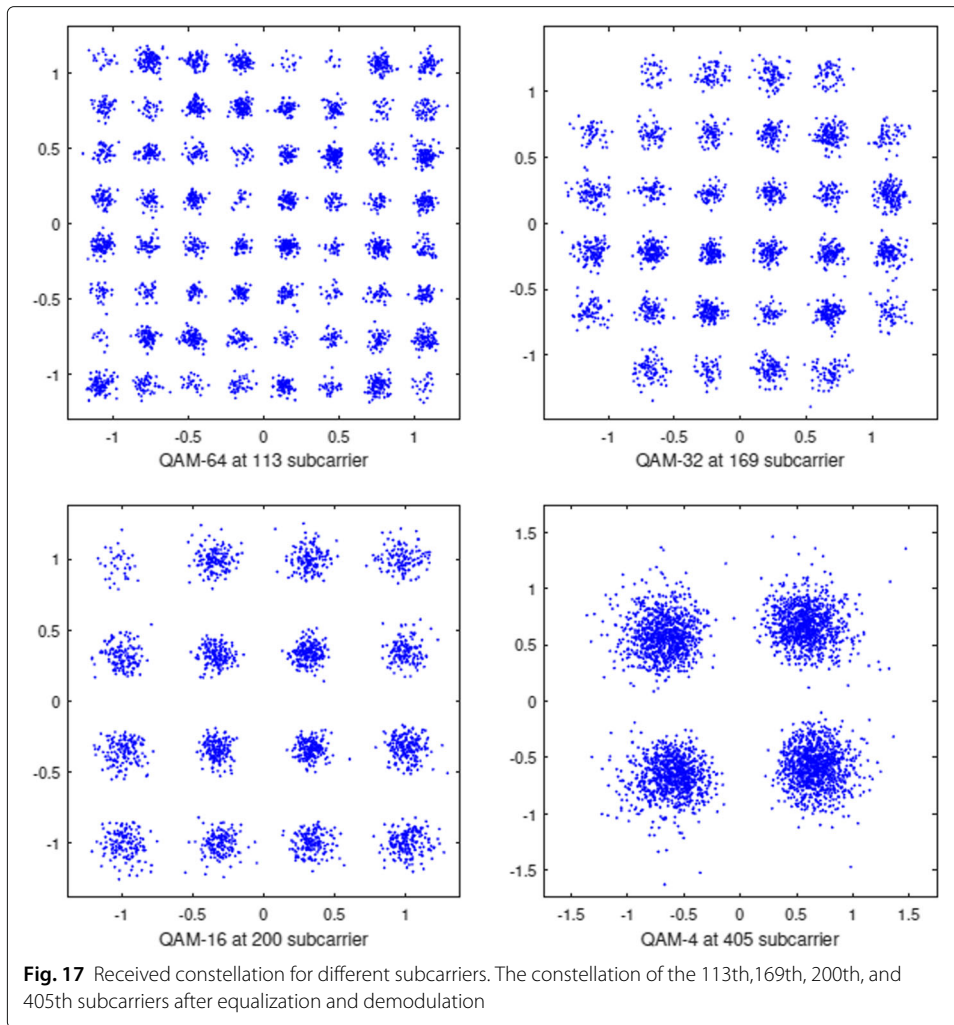 1
0.5
0
-0.5
-1
-1 -0.5 0 0.5 1
QAM-64 at 113 subcarrier
1
0.5
0
-0.5
-1
-1 -0.5 0 0.5 1
QAM-32 at 169 subcarrier
1
0.5
0
-0.5
-1
-1 -0.5 0 0.5 1
QAM-16 at 200 subcarrier
1.5
1
0.5
0
-0.5
-1
-1.5
-1.5 -1 -0.5 0 0.5 1 1.5
QAM-4 at 405 subcarrier
Fig. 17 Received constellation for different subcarriers. The constellation of the 113th,169th, 200th, and
405th subcarriers after equalization and demodulation